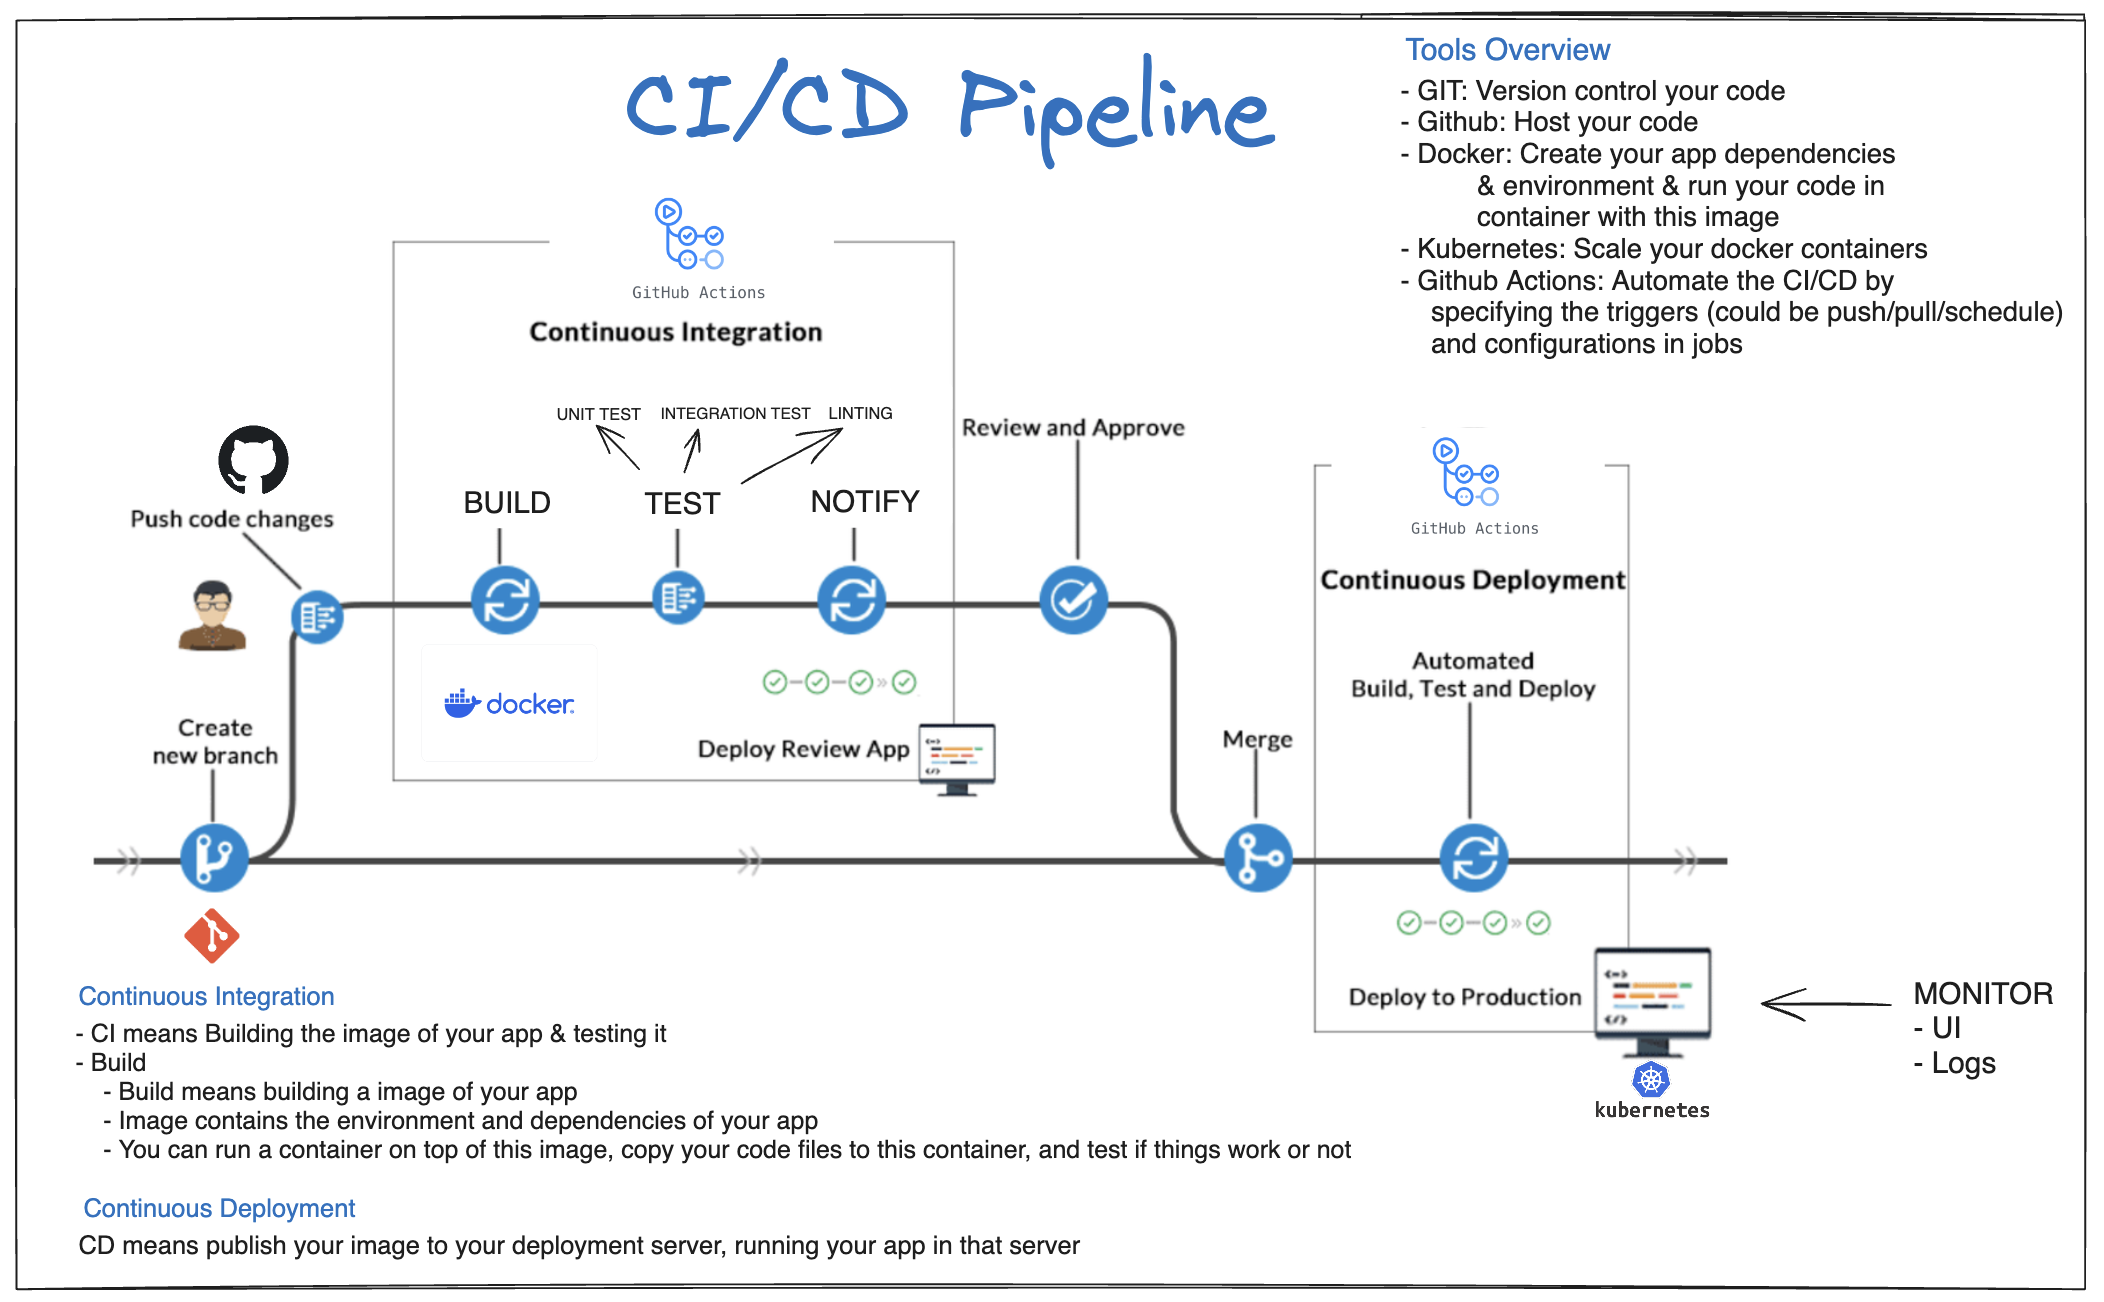 CI/CD Pipeline
Tools Overview
- GIT: Version control your code
- Github: Host your code
- Docker: Create your app dependencies
& environment & run your code in
container with this image
- Kubernetes: Scale your docker containers
- Github Actions: Automate the CI/CD by
specifying the triggers (could be push/pull/schedule)
and configurations in jobs
GitHub Actions
Continuous Integration
UNIT TEST
INTEGRATION TEST
LINTING
BUILD
TEST
NOTIFY
Push code changes
Create
new branch
docker
Deploy Review App
Review and Approve
Merge
GitHub Actions
Continuous Deployment
Automated
Build, Test and Deploy
Deploy to Production
kubernetes
MONITOR
- UI
- Logs
Continuous Integration
- CI means Building the image of your app & testing it
- Build
- Build means building a image of your app
- Image contains the environment and dependencies of your app
- You can run a container on top of this image, copy your code files to this container, and test if things work or not
Continuous Deployment
CD means publish your image to your deployment server, running your app in that server